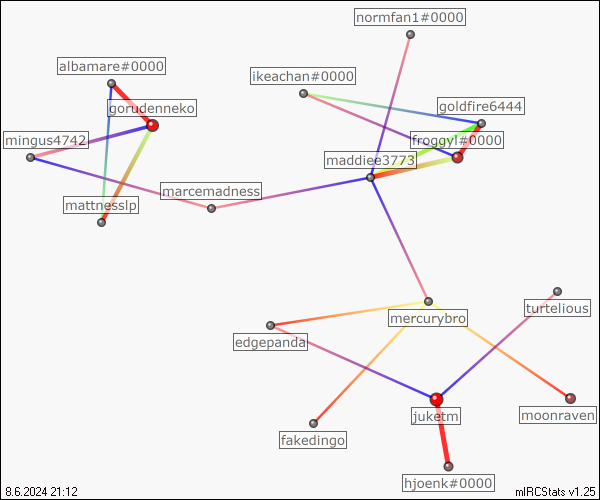 normfan1#0000
albamare#0000
ikeachan#0000
gorudenneko
goldfire6444
mingus4742
froggyl#0000
maddiee3773
marcemadness
mattnesslp
turtelious
mercurybro
edgepanda
juketm
moonraven
fakedingo
hjoenk#0000
8.6.2024 21:12
mIRCStats v1.25